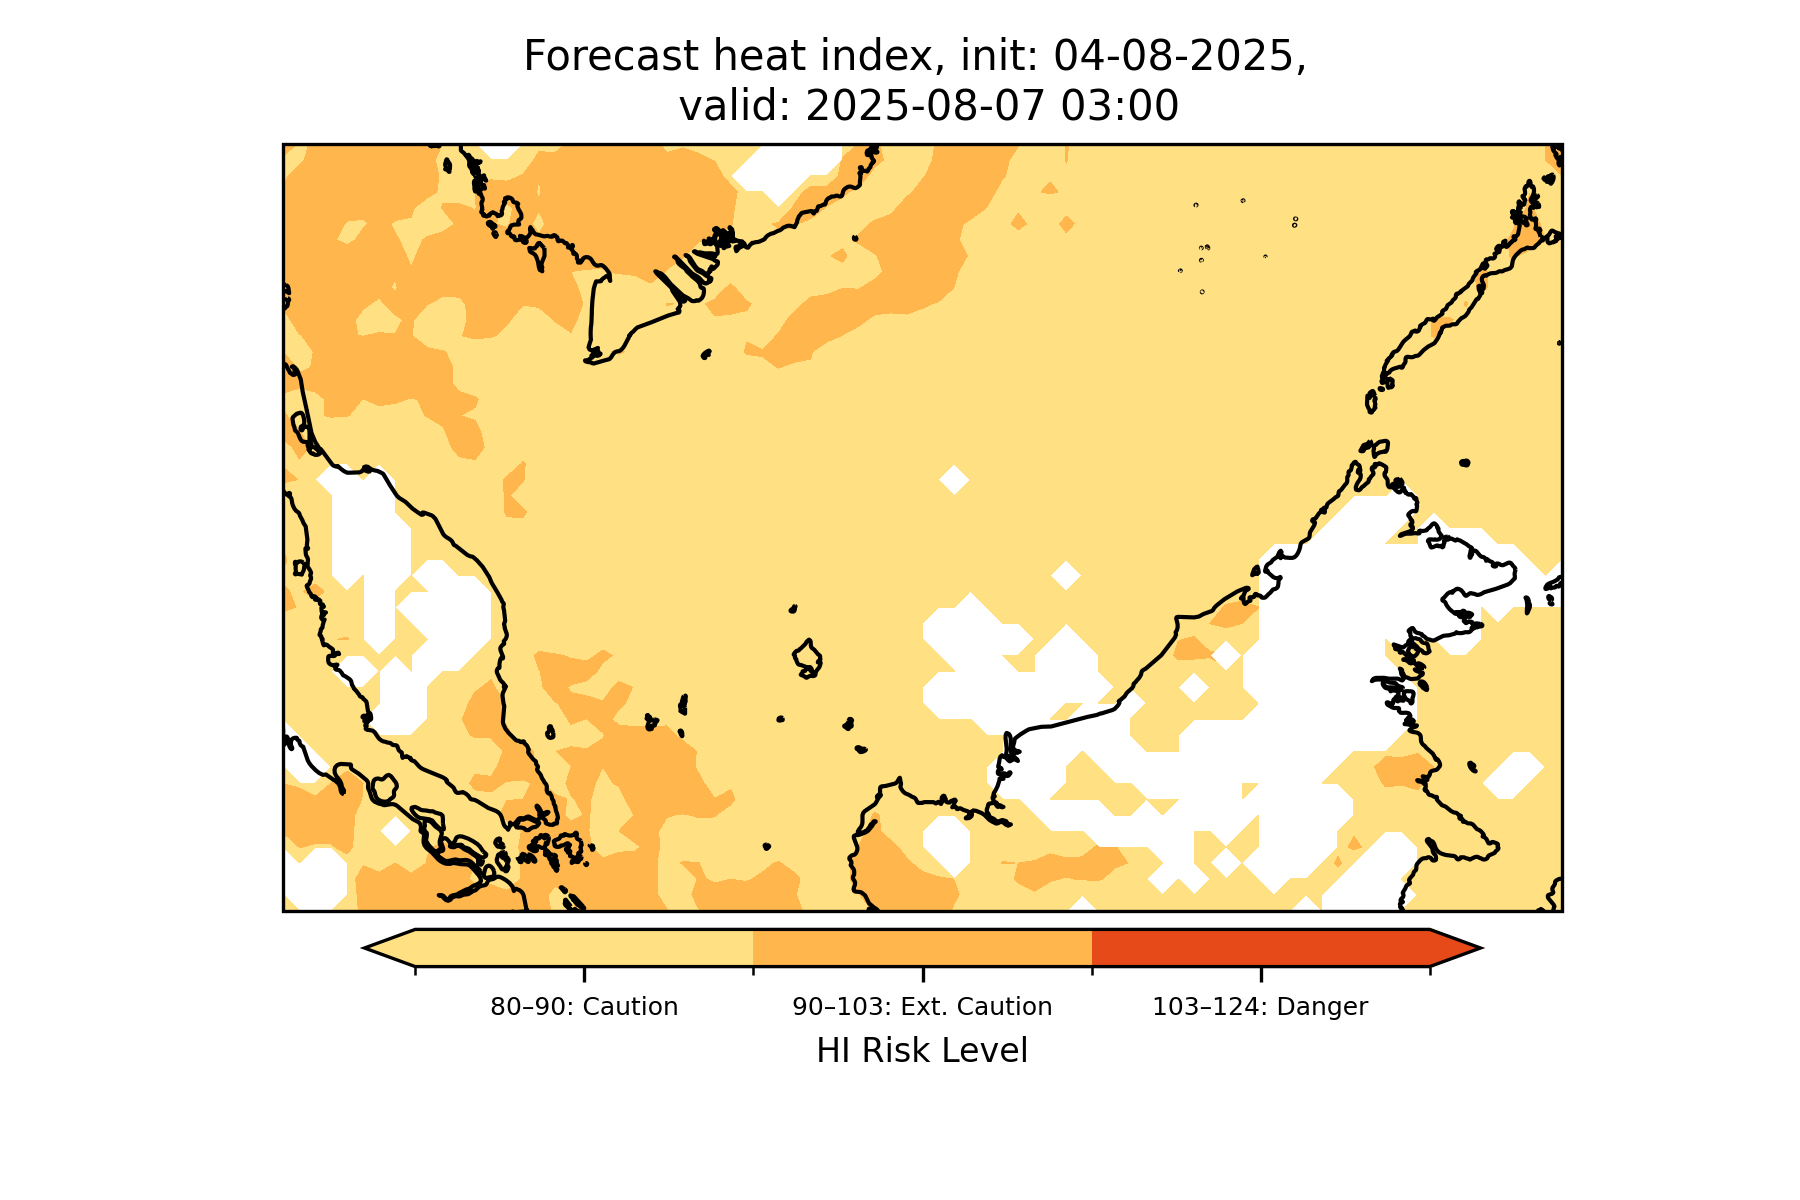 Forecast heat index, init: 04-08-2025,
valid: 2025-08-07 03:00
80–90: Caution
90–103: Ext. Caution
103–124: Danger
HI Risk Level